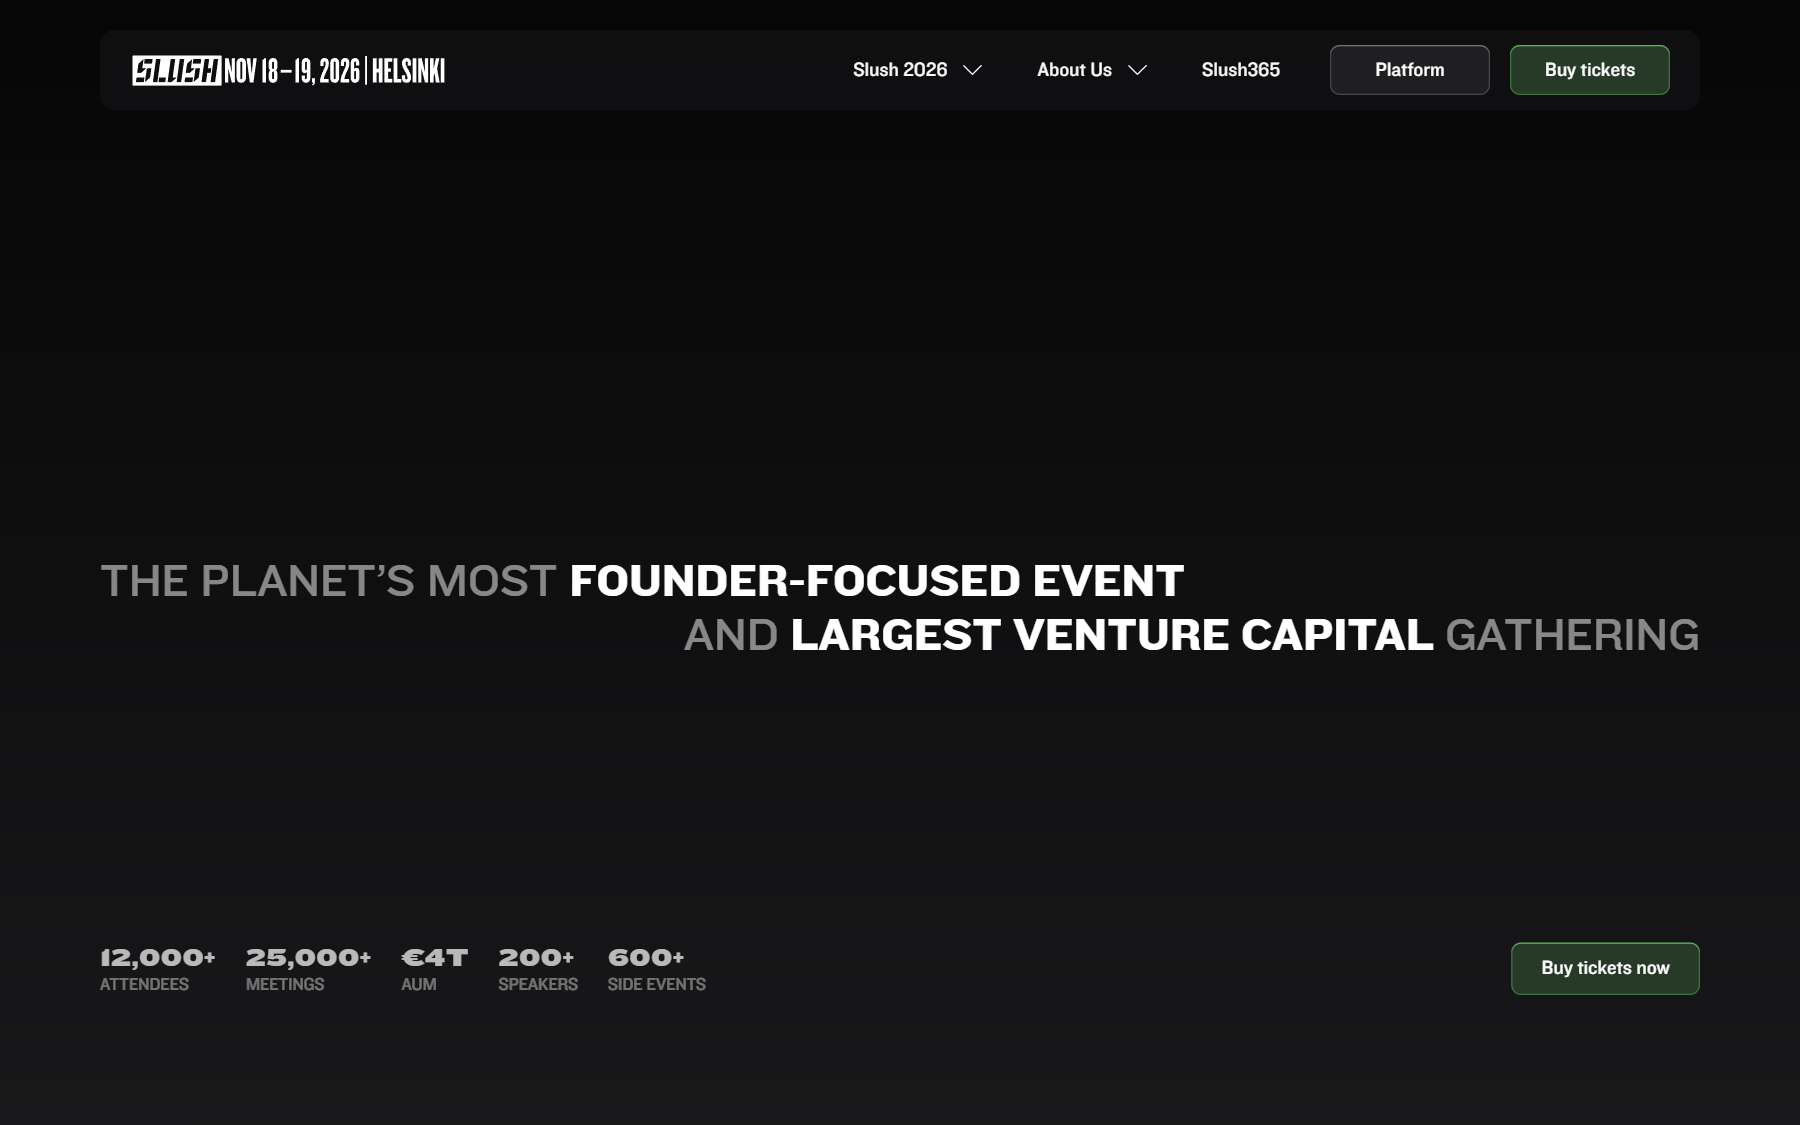 SLUSH NOV 18–19, 2026 | HELSINKI
Slush 2026
About Us
Slush365
Platform
Buy tickets
THE PLANET’S MOST FOUNDER-FOCUSED EVENT
AND LARGEST VENTURE CAPITAL GATHERING
12,000+
ATTENDEES
25,000+
MEETINGS
€4T
AUM
200+
SPEAKERS
600+
SIDE EVENTS
Buy tickets now